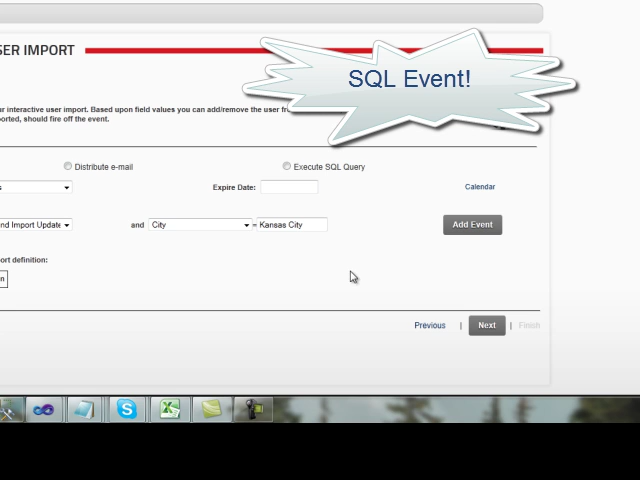 SER IMPORT
SQL Event!
ur interactive user import. Based upon field values you can add/remove the user
orted, should fire off the event.
Distribute e-mail
Execute SQL Query
s
Expire Date:
Calendar
nd Import Update
and
City
= Kansas City
Add Event
ort definition:
n
Previous | Next | Finish